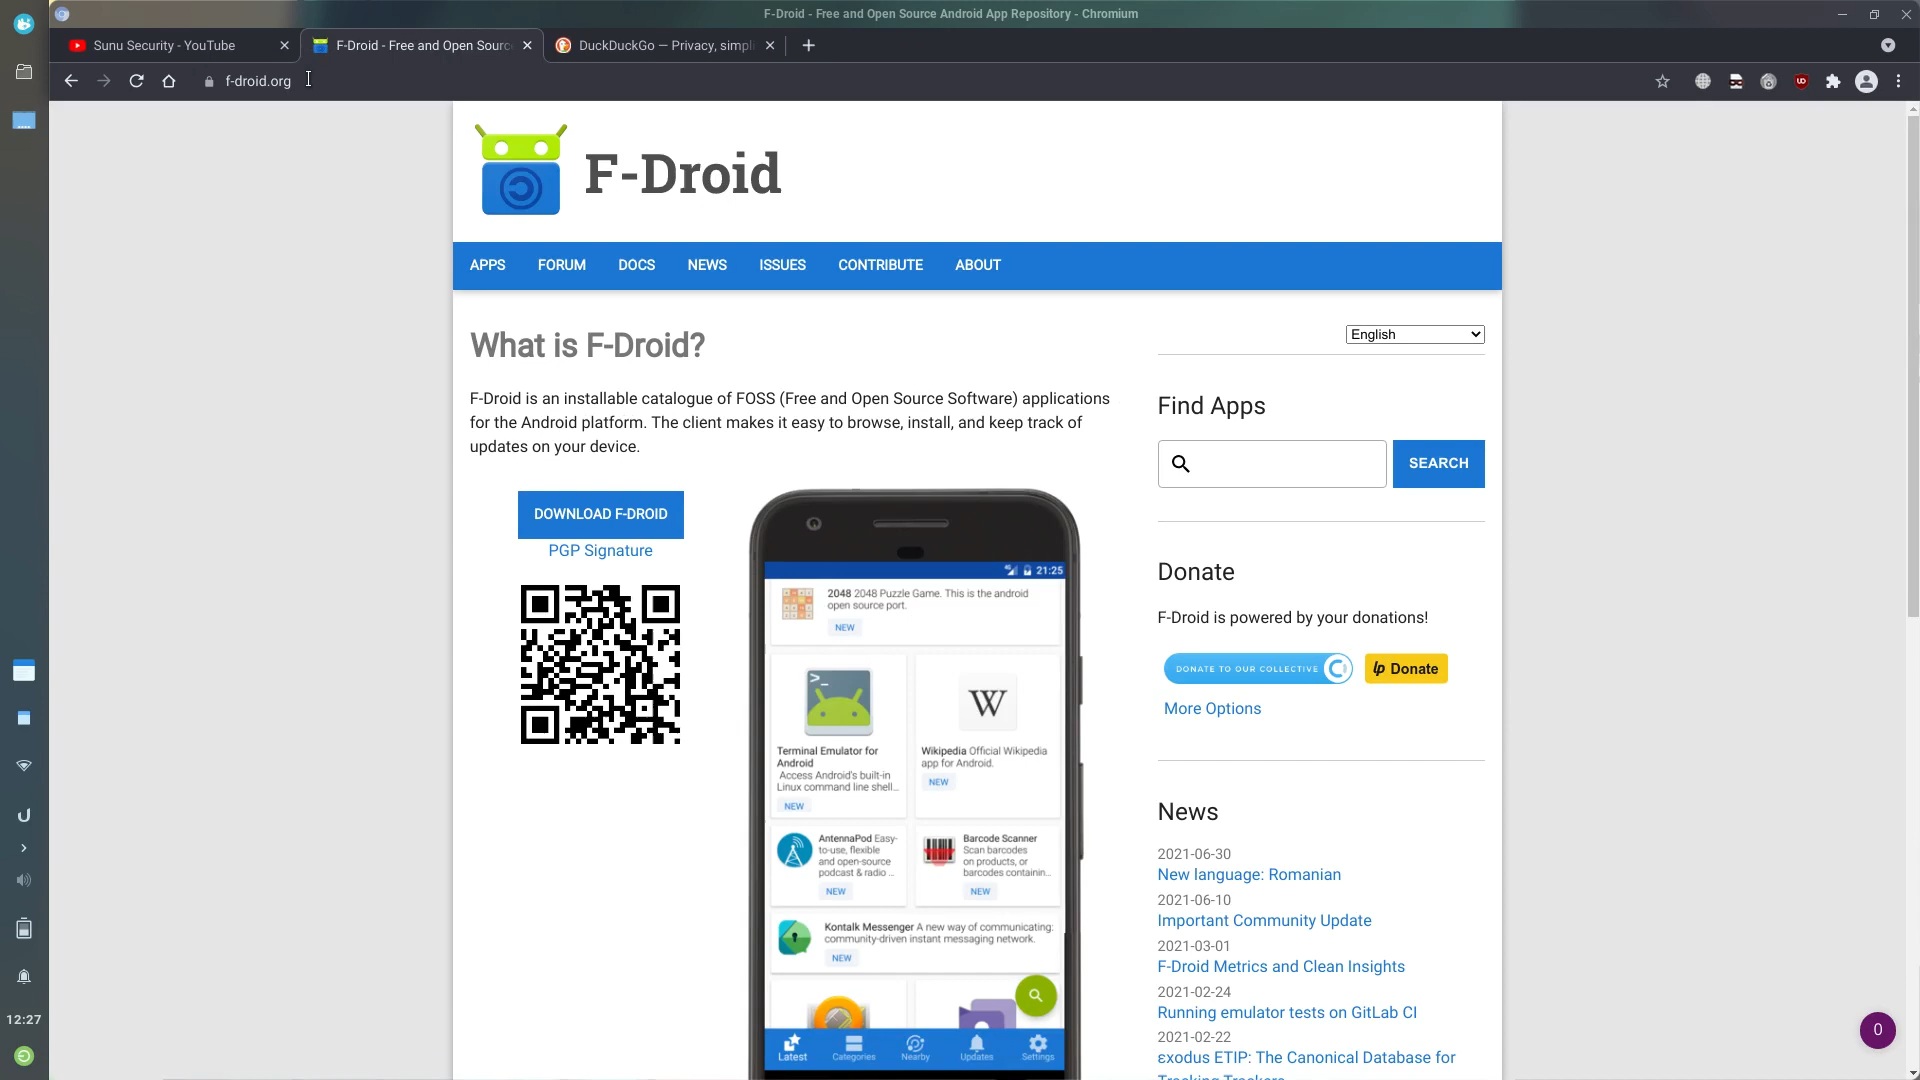 F-Droid - Free and Open Source Android App Repository - Chromium
Sunu Security - YouTube
F-Droid - Free and Open Sourc
DuckDuckGo — Privacy, simpli
f-droid.org
F-Droid
APPS FORUM DOCS NEWS ISSUES CONTRIBUTE ABOUT
What is F-Droid?
F-Droid is an installable catalogue of FOSS (Free and Open Source Software) applications
for the Android platform. The client makes it easy to browse, install, and keep track of
updates on your device.
DOWNLOAD F-DROID
PGP Signature
21:25
2048 2048 Puzzle Game. This is the android
open source port.
NEW
>_
Terminal Emulator for
Android
Access Android's built-in
Linux command line shell...
NEW
W
Wikipedia Official Wikipedia
app for Android.
NEW
AntennaPod Easy-
to-use, flexible
and open-source
podcast & radio ...
NEW
Barcode Scanner
Scan barcodes
on products, or
barcodes containin...
NEW
Kontalk Messenger A new way of communicating:
community-driven instant messaging network.
NEW
Latest Categories Nearby Updates Settings
English
Find Apps
SEARCH
Donate
F-Droid is powered by your donations!
DONATE TO OUR COLLECTIVE
lp Donate
More Options
News
2021-06-30
New language: Romanian
2021-06-10
Important Community Update
2021-03-01
F-Droid Metrics and Clean Insights
2021-02-24
Running emulator tests on GitLab CI
2021-02-22
εxodus ETIP: The Canonical Database for
Tracking Trackers
0
12:27